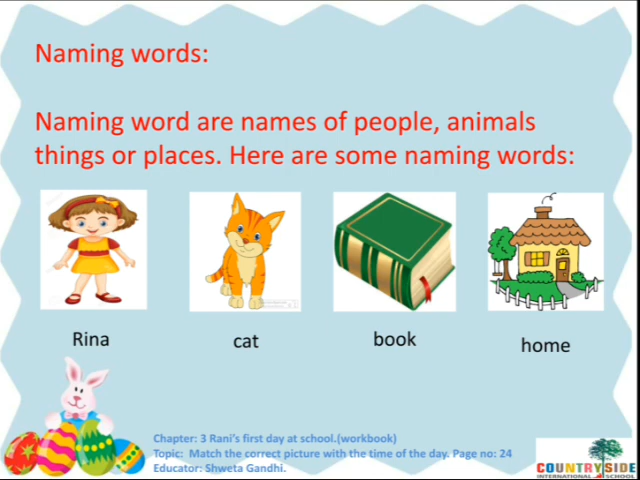 Naming words:
Naming word are names of people, animals
things or places. Here are some naming words:
Rina
cat
book
home
Chapter: 3 Rani's first day at school.(workbook)
Topic:  Match the correct picture with the time of the day. Page no: 24
Educator: Shweta Gandhi.
COUNTRYSIDE
INTERNATIONAL SCHOOL